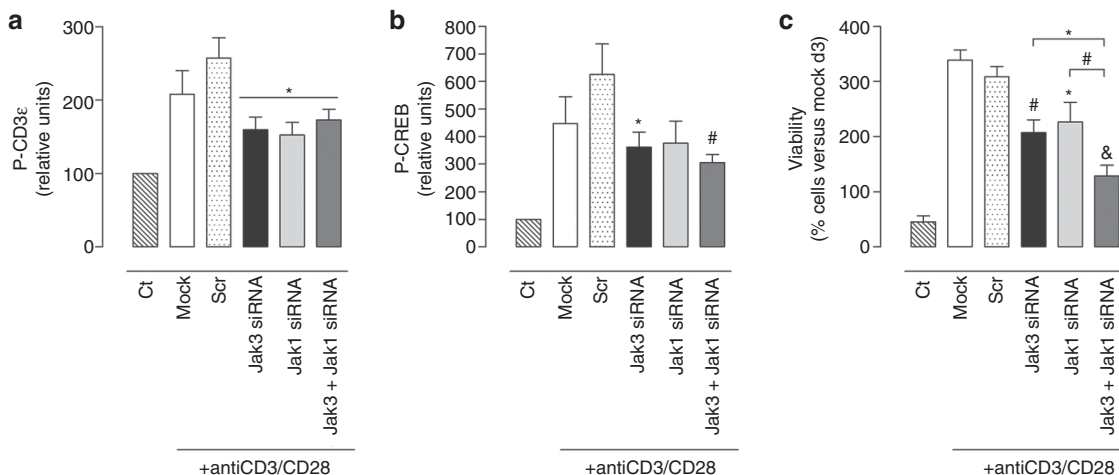 a
P-CD3ε
(relative units)
300
200
100
0
*
Ct
Mock
Scr
Jak3 siRNA
Jak1 siRNA
Jak3 + Jak1 siRNA
+antiCD3/CD28
b
P-CREB
(relative units)
800
700
600
500
400
300
200
100
0
*
#
Ct
Mock
Scr
Jak3 siRNA
Jak1 siRNA
Jak3 + Jak1 siRNA
+antiCD3/CD28
c
Viability
(% cells versus mock d3)
400
300
200
100
0
*
#
#
*
&
Ct
Mock
Scr
Jak3 siRNA
Jak1 siRNA
Jak3 + Jak1 siRNA
+antiCD3/CD28